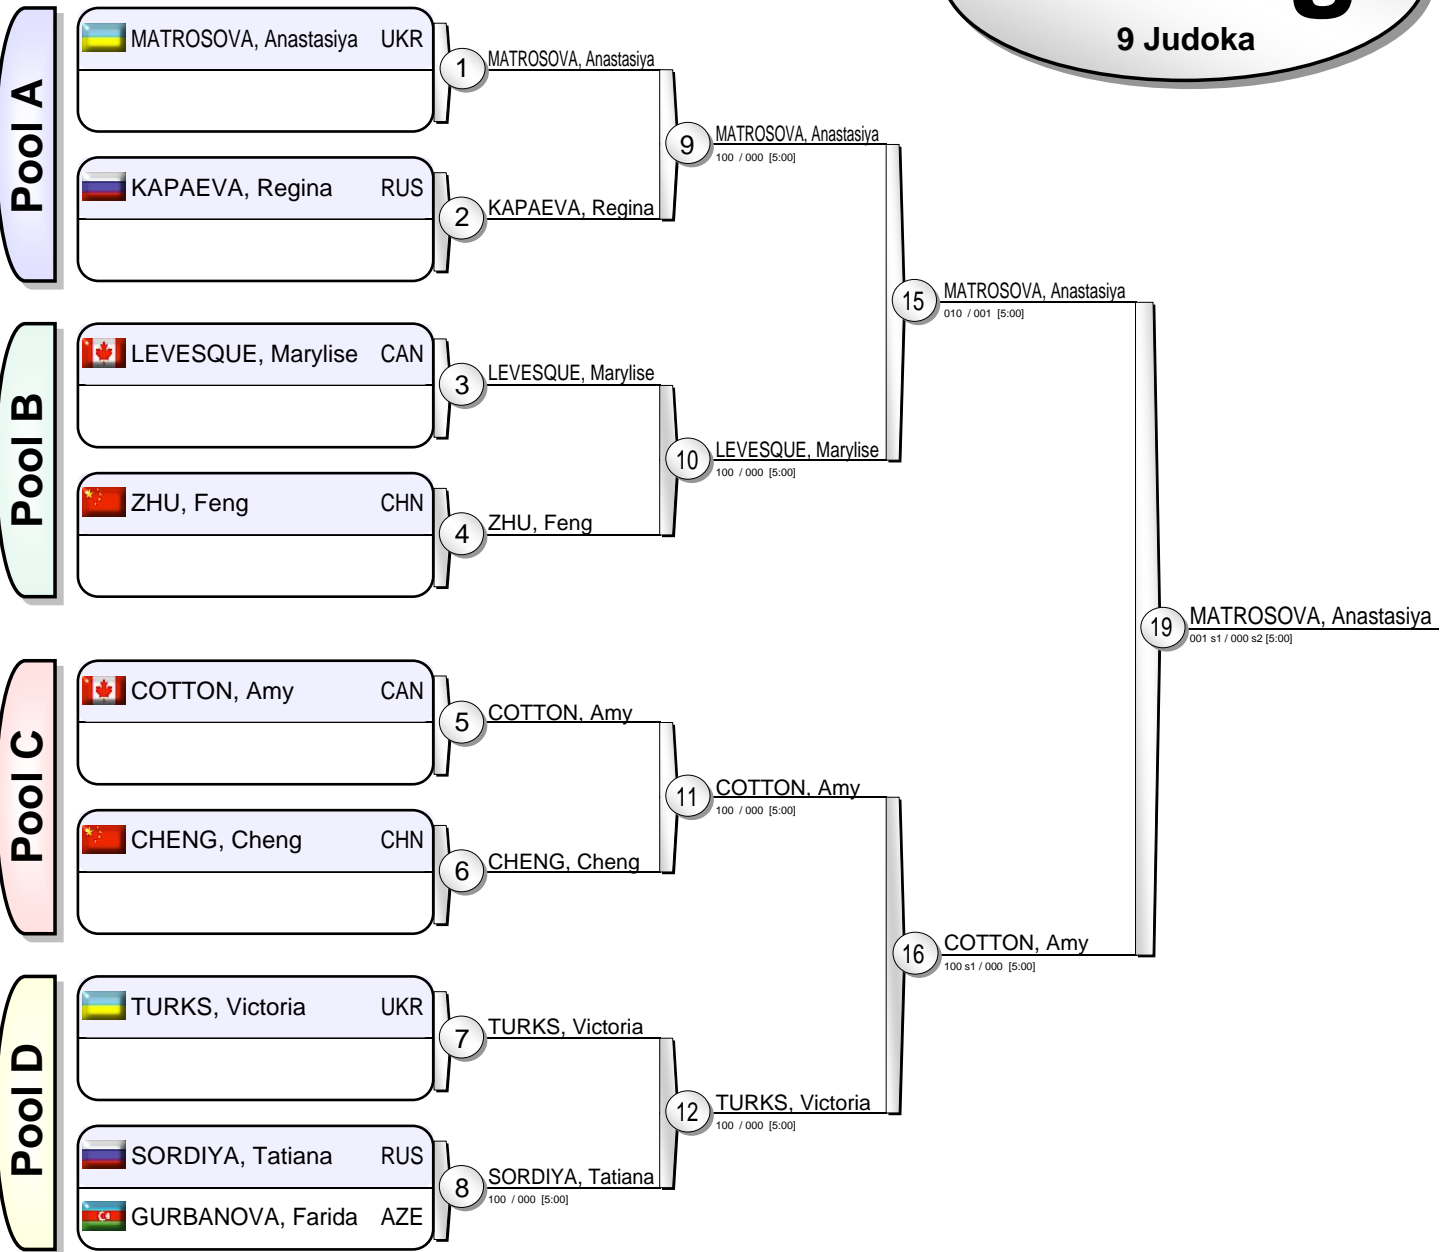 9 Judoka
Pool A
MATROSOVA, Anastasiya UKR
1
MATROSOVA, Anastasiya
KAPAEVA, Regina RUS
2
KAPAEVA, Regina
9
MATROSOVA, Anastasiya
100 / 000 [5:00]
Pool B
LEVESQUE, Marylise CAN
3
LEVESQUE, Marylise
ZHU, Feng CHN
4
ZHU, Feng
10
LEVESQUE, Marylise
100 / 000 [5:00]
15
MATROSOVA, Anastasiya
010 / 001 [5:00]
Pool C
COTTON, Amy CAN
5
COTTON, Amy
CHENG, Cheng CHN
6
CHENG, Cheng
11
COTTON, Amy
100 / 000 [5:00]
Pool D
TURKS, Victoria UKR
7
TURKS, Victoria
SORDIYA, Tatiana RUS
GURBANOVA, Farida AZE
8
SORDIYA, Tatiana
100 / 000 [5:00]
12
TURKS, Victoria
100 / 000 [5:00]
16
COTTON, Amy
100 s1 / 000 [5:00]
19
MATROSOVA, Anastasiya
001 s1 / 000 s2 [5:00]